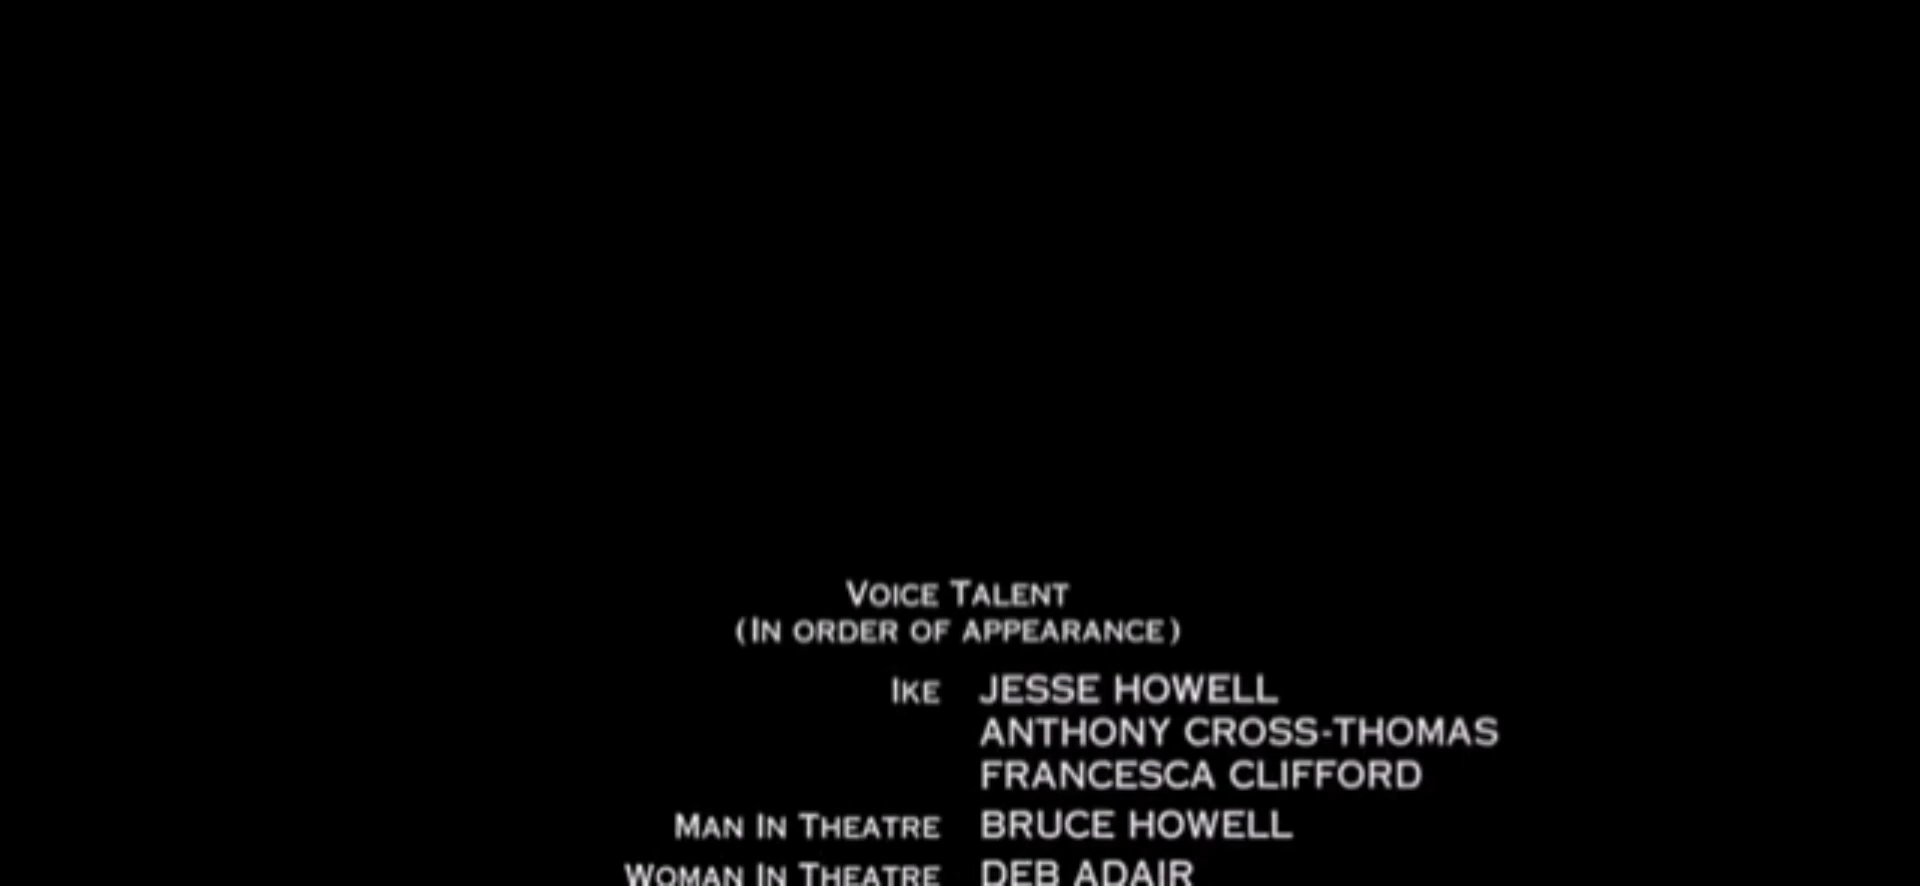 VOICE TALENT
(IN ORDER OF APPEARANCE)
IKE JESSE HOWELL
ANTHONY CROSS-THOMAS
FRANCESCA CLIFFORD
MAN IN THEATRE BRUCE HOWELL
WOMAN IN THEATRE DEB ADAIR